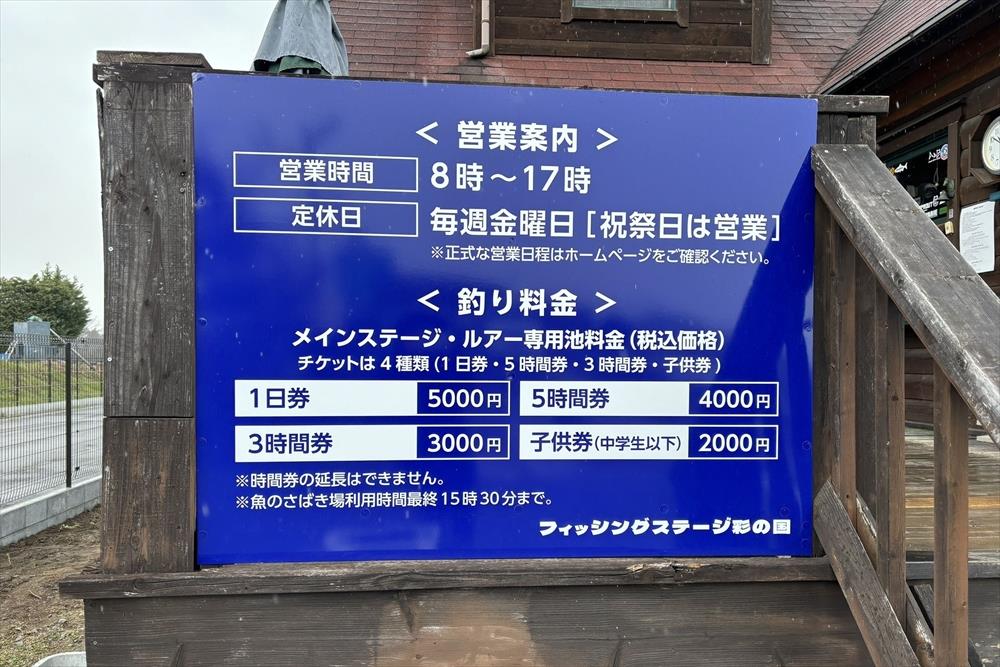 < 営業案内 >
営業時間 8時～17時
定休日 毎週金曜日 [祝祭日は営業]
※正式な営業日程はホームページをご確認ください。
< 釣り料金 >
メインステージ・ルアー専用池料金(税込価格)
チケットは4種類(1日券・5時間券・3時間券・子供券)
1日券 5000円 5時間券 4000円
3時間券 3000円 子供券(中学生以下) 2000円
※時間券の延長はできません。
※魚のさばき場利用時間最終15時30分まで。
フィッシングステージ彩の国